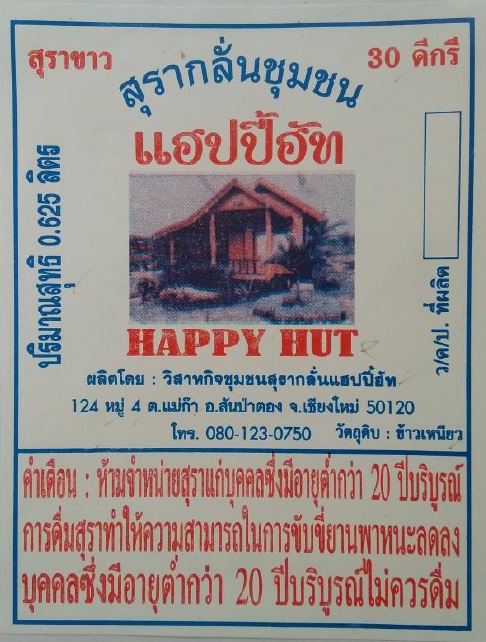 สุราขาว
30 ดีกรี
สุรากลั่นชุมชน
แฮปปี้ฮัท
ปริมาณสุทธิ 0.625 ลิตร
ว/ด/ป. ที่ผลิต
HAPPY HUT
ผลิตโดย : วิสาหกิจชุมชนสุรากลั่นแฮปปี้ฮัท
124 หมู่ 4 ต.แม่ก๊า อ.สันป่าตอง จ.เชียงใหม่ 50120
โทร. 080-123-0750 วัตถุดิบ : ข้าวเหนียว
คำเตือน : ห้ามจำหน่ายสุราแก่บุคคลซึ่งมีอายุต่ำกว่า 20 ปีบริบูรณ์
การดื่มสุราทำให้ความสามารถในการขับขี่ยานพาหนะลดลง
บุคคลซึ่งมีอายุต่ำกว่า 20 ปีบริบูรณ์ไม่ควรดื่ม